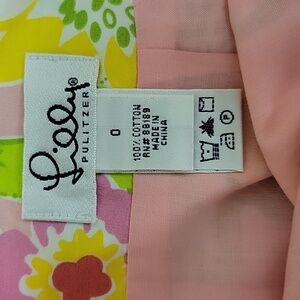 Lilly®
PULITZER
0
100% COTTON
RN# 88189
MADE IN
CHINA
P